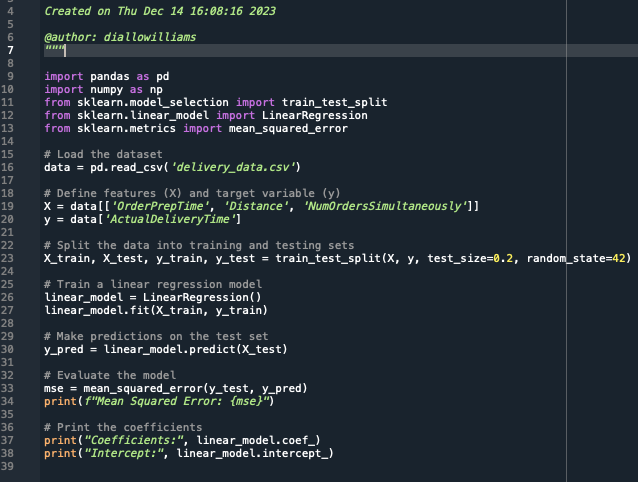 4 Created on Thu Dec 14 16:08:16 2023
5
6 @author: diallowilliams
7 """
8
9 import pandas as pd
10 import numpy as np
11 from sklearn.model_selection import train_test_split
12 from sklearn.linear_model import LinearRegression
13 from sklearn.metrics import mean_squared_error
14
15 # Load the dataset
16 data = pd.read_csv('delivery_data.csv')
17
18 # Define features (X) and target variable (y)
19 X = data[['OrderPrepTime', 'Distance', 'NumOrdersSimultaneously']]
20 y = data['ActualDeliveryTime']
21
22 # Split the data into training and testing sets
23 X_train, X_test, y_train, y_test = train_test_split(X, y, test_size=0.2, random_state=42)
24
25 # Train a linear regression model
26 linear_model = LinearRegression()
27 linear_model.fit(X_train, y_train)
28
29 # Make predictions on the test set
30 y_pred = linear_model.predict(X_test)
31
32 # Evaluate the model
33 mse = mean_squared_error(y_test, y_pred)
34 print(f"Mean Squared Error: {mse}")
35
36 # Print the coefficients
37 print("Coefficients:", linear_model.coef_)
38 print("Intercept:", linear_model.intercept_)
39